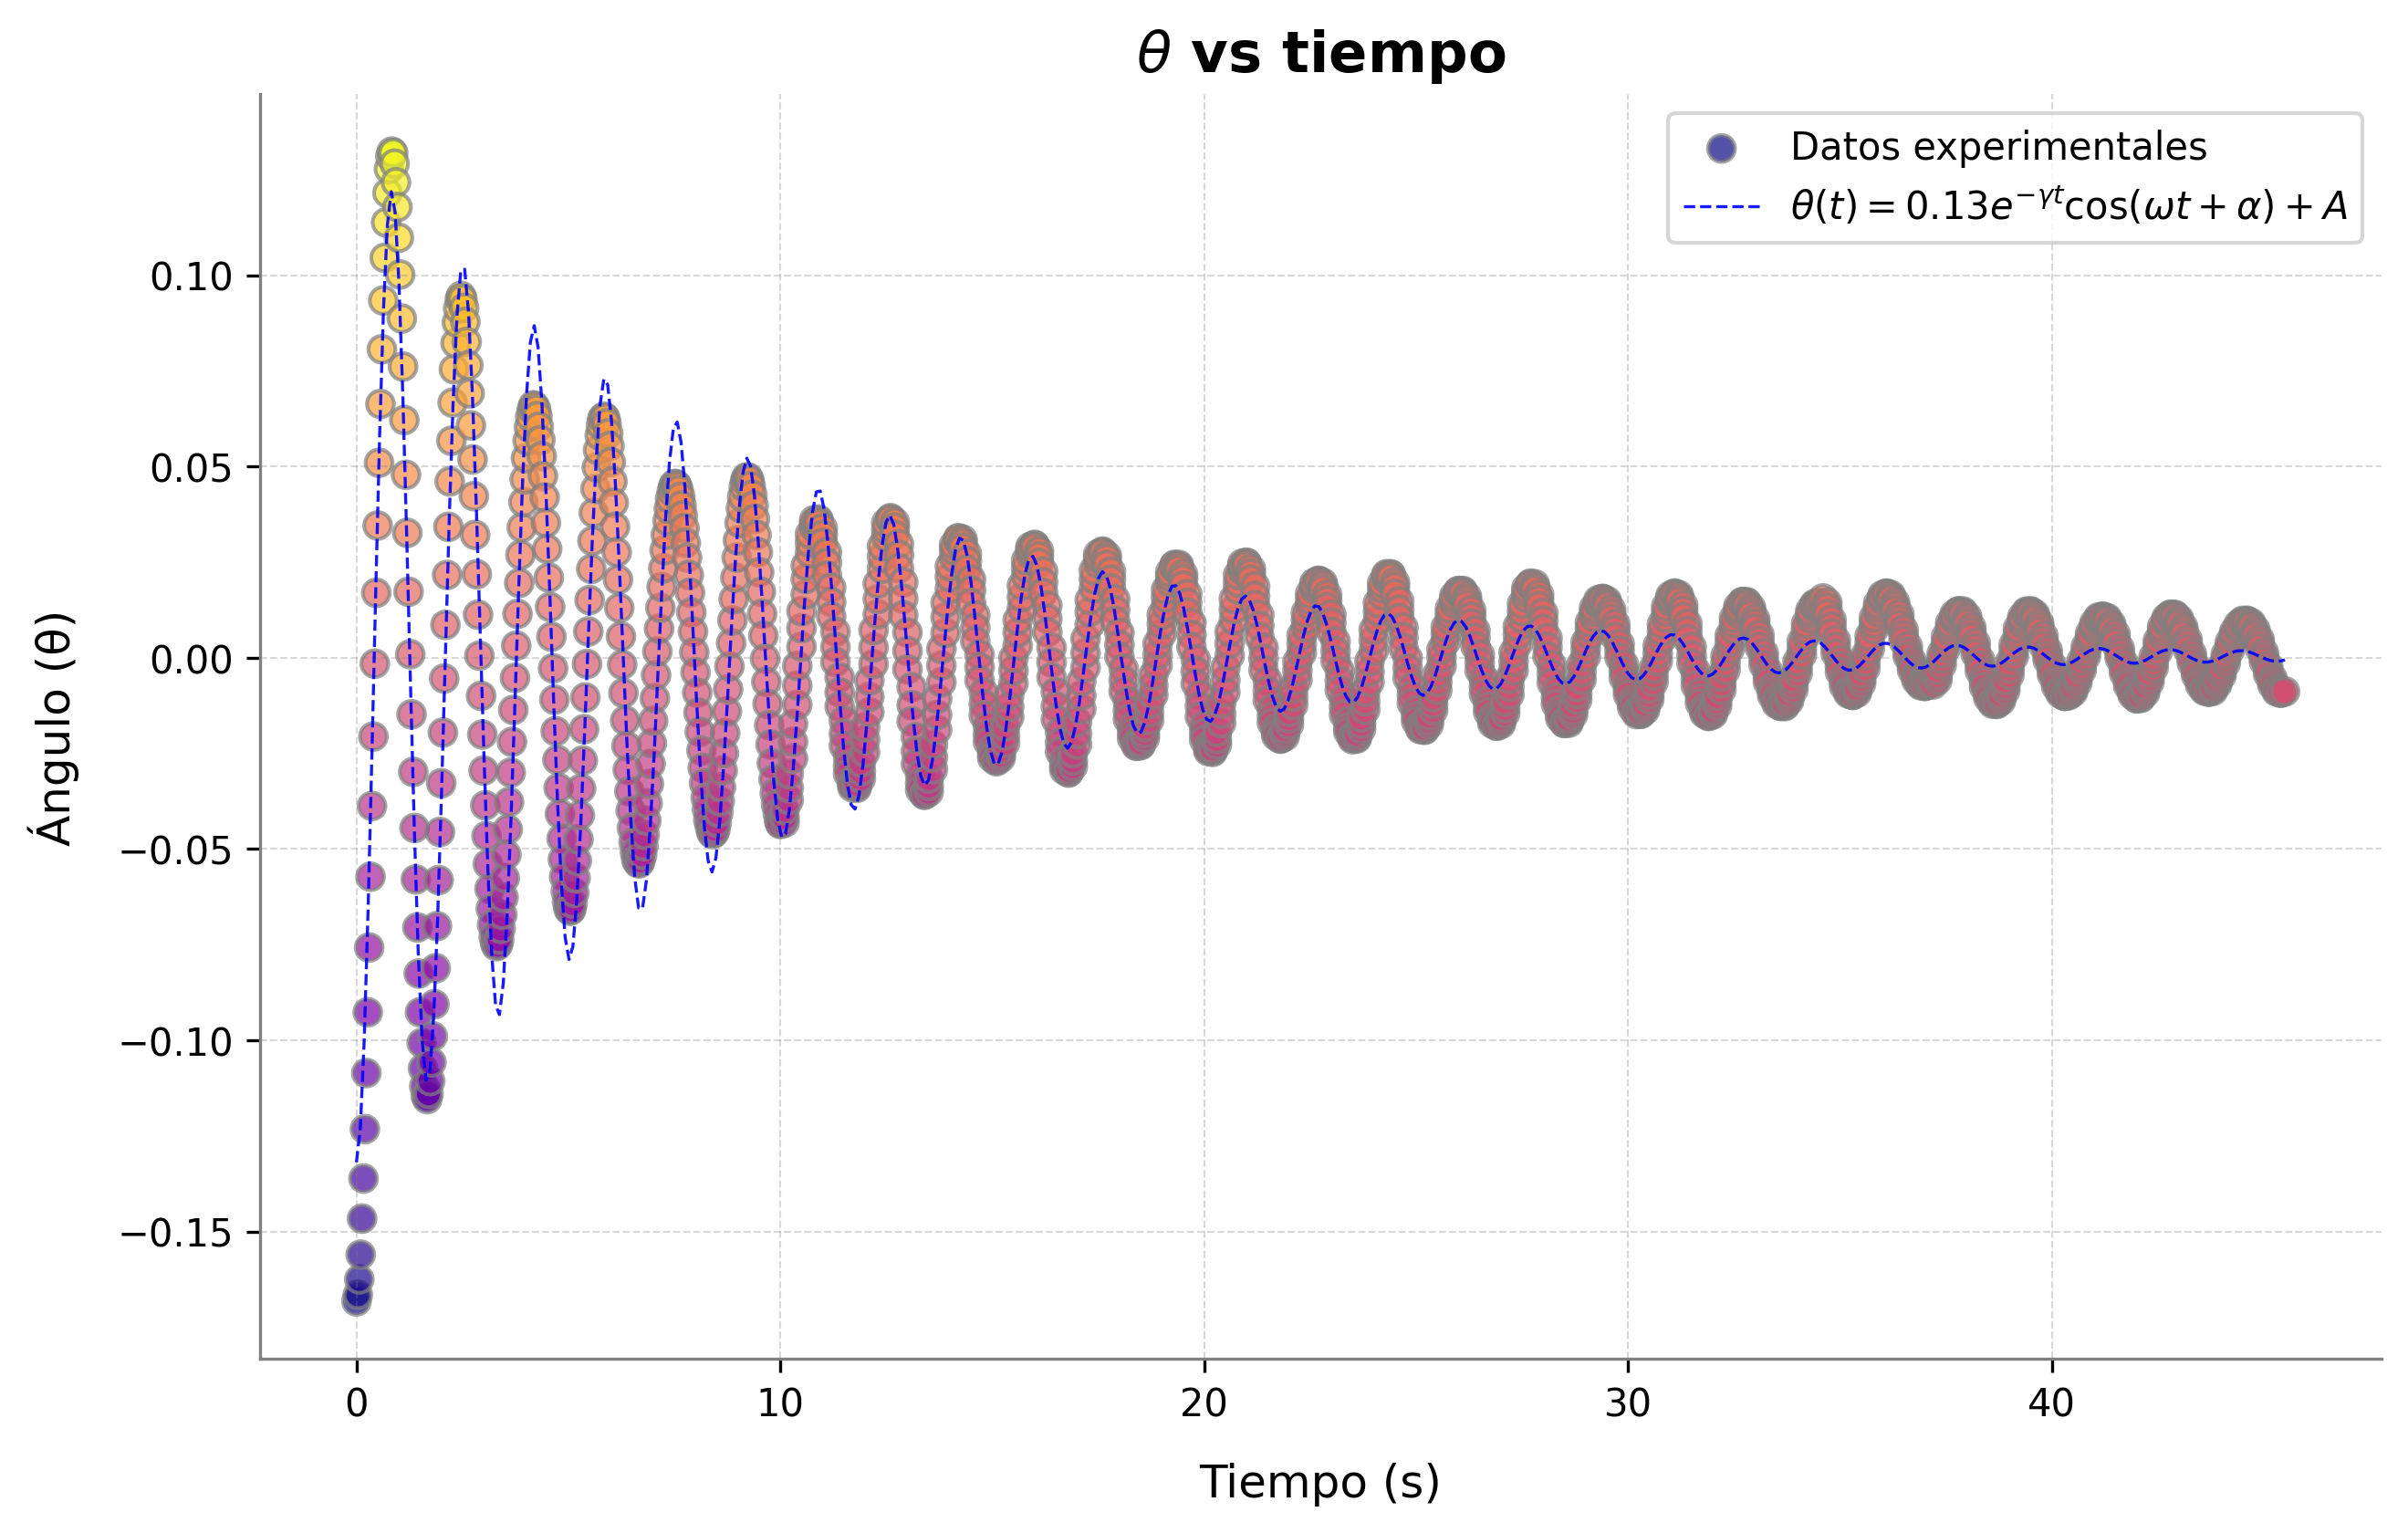 θ vs tiempo
Datos experimentales
θ(t) = 0.13e^{−γt}cos(ωt + α) + A
Ángulo (θ)
0.10
0.05
0.00
−0.05
−0.10
−0.15
0 10 20 30 40
Tiempo (s)